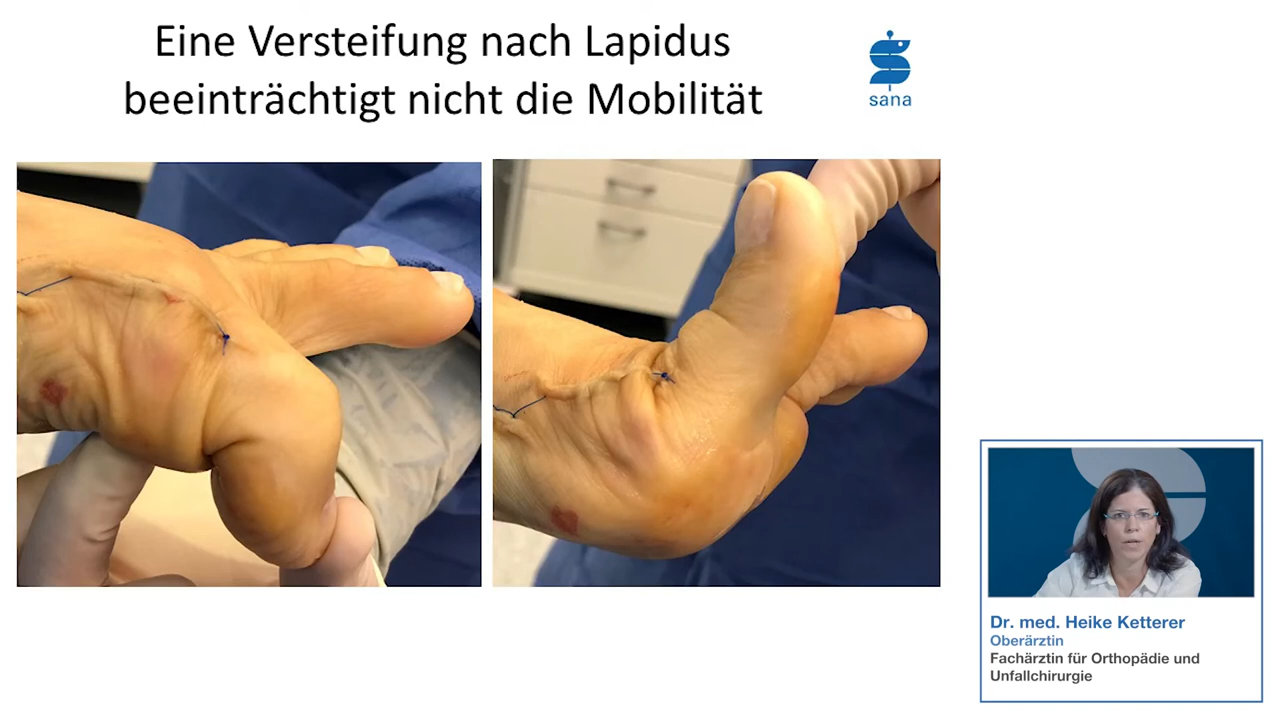 Eine Versteifung nach Lapidus
beeinträchtigt nicht die Mobilität
sana
Dr. med. Heike Ketterer
Oberärztin
Fachärztin für Orthopädie und
Unfallchirurgie